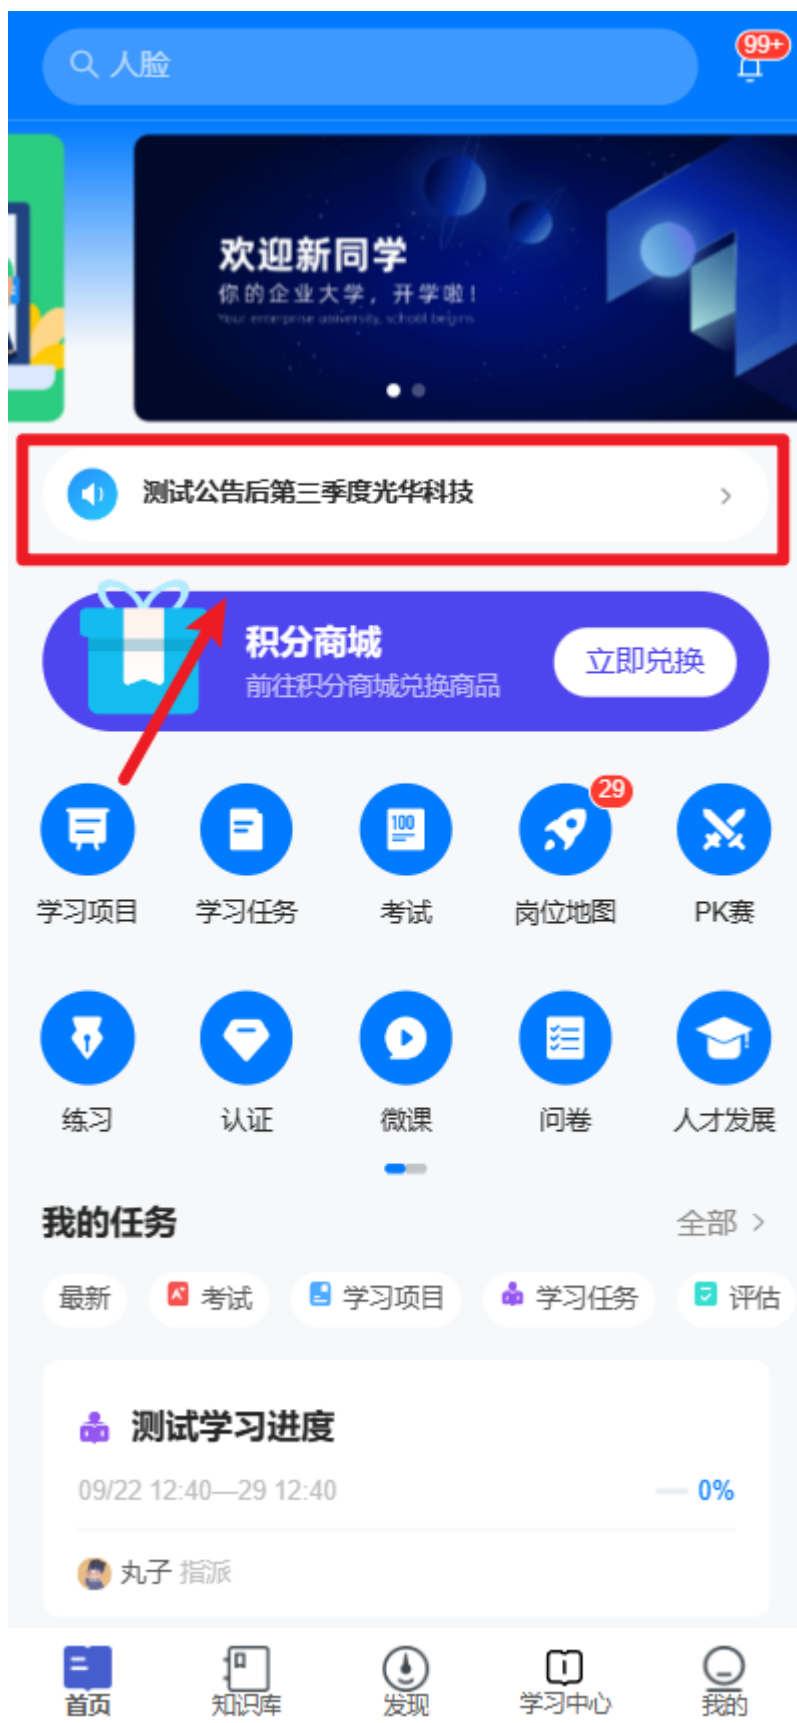 人脸
99+
欢迎新同学
你的企业大学，开学啦！
Your enterprise university, school begins
测试公告后第三季度光华科技
积分商城
前往积分商城兑换商品
立即兑换
100
29
学习项目 学习任务 考试 岗位地图 PK赛
练习 认证 微课 问卷 人才发展
我的任务 全部
最新 考试 学习项目 学习任务 评估
测试学习进度
09/22 12:40—29 12:40 0%
丸子 指派
首页 知识库 发现 学习中心 我的